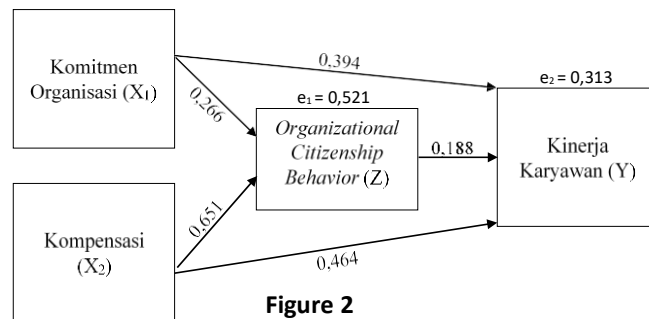 Komitmen
Organisasi (X₁)
0,394
0,266
e₁ = 0,521
e₂ = 0,313
Organizational
Citizenship
Behavior (Z)
0,188
Kinerja
Karyawan (Y)
0,651
Kompensasi
(X₂)
0,464
Figure 2